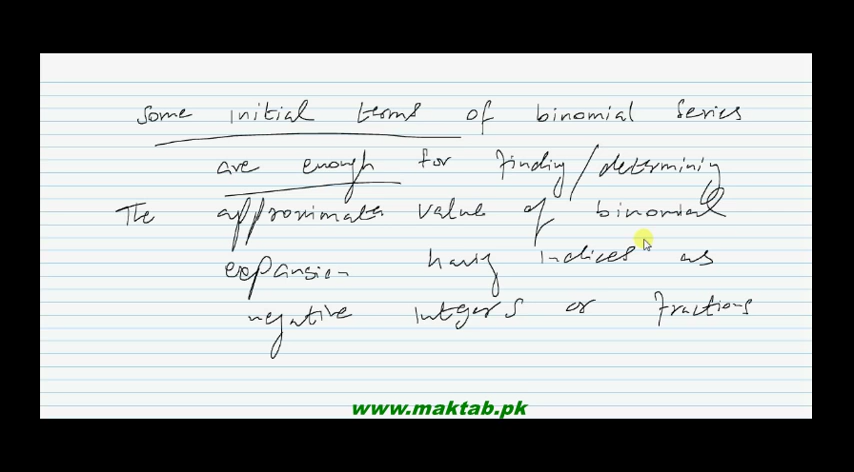 Some initial terms of binomial series
are enough for finding/determining
The approximate value of binomial
expansion having indices as
negative integers or fractions
www.maktab.pk